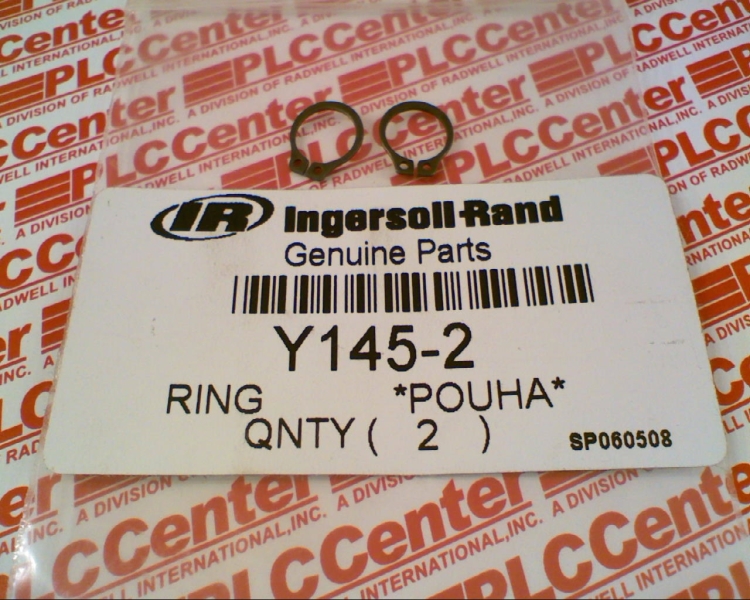 IR Ingersoll-Rand
Genuine Parts
Y145-2
RING *POUHA*
QNTY ( 2 )
SP060508
PLCCenter
A DIVISION OF RADWELL INTERNATIONAL, INC.